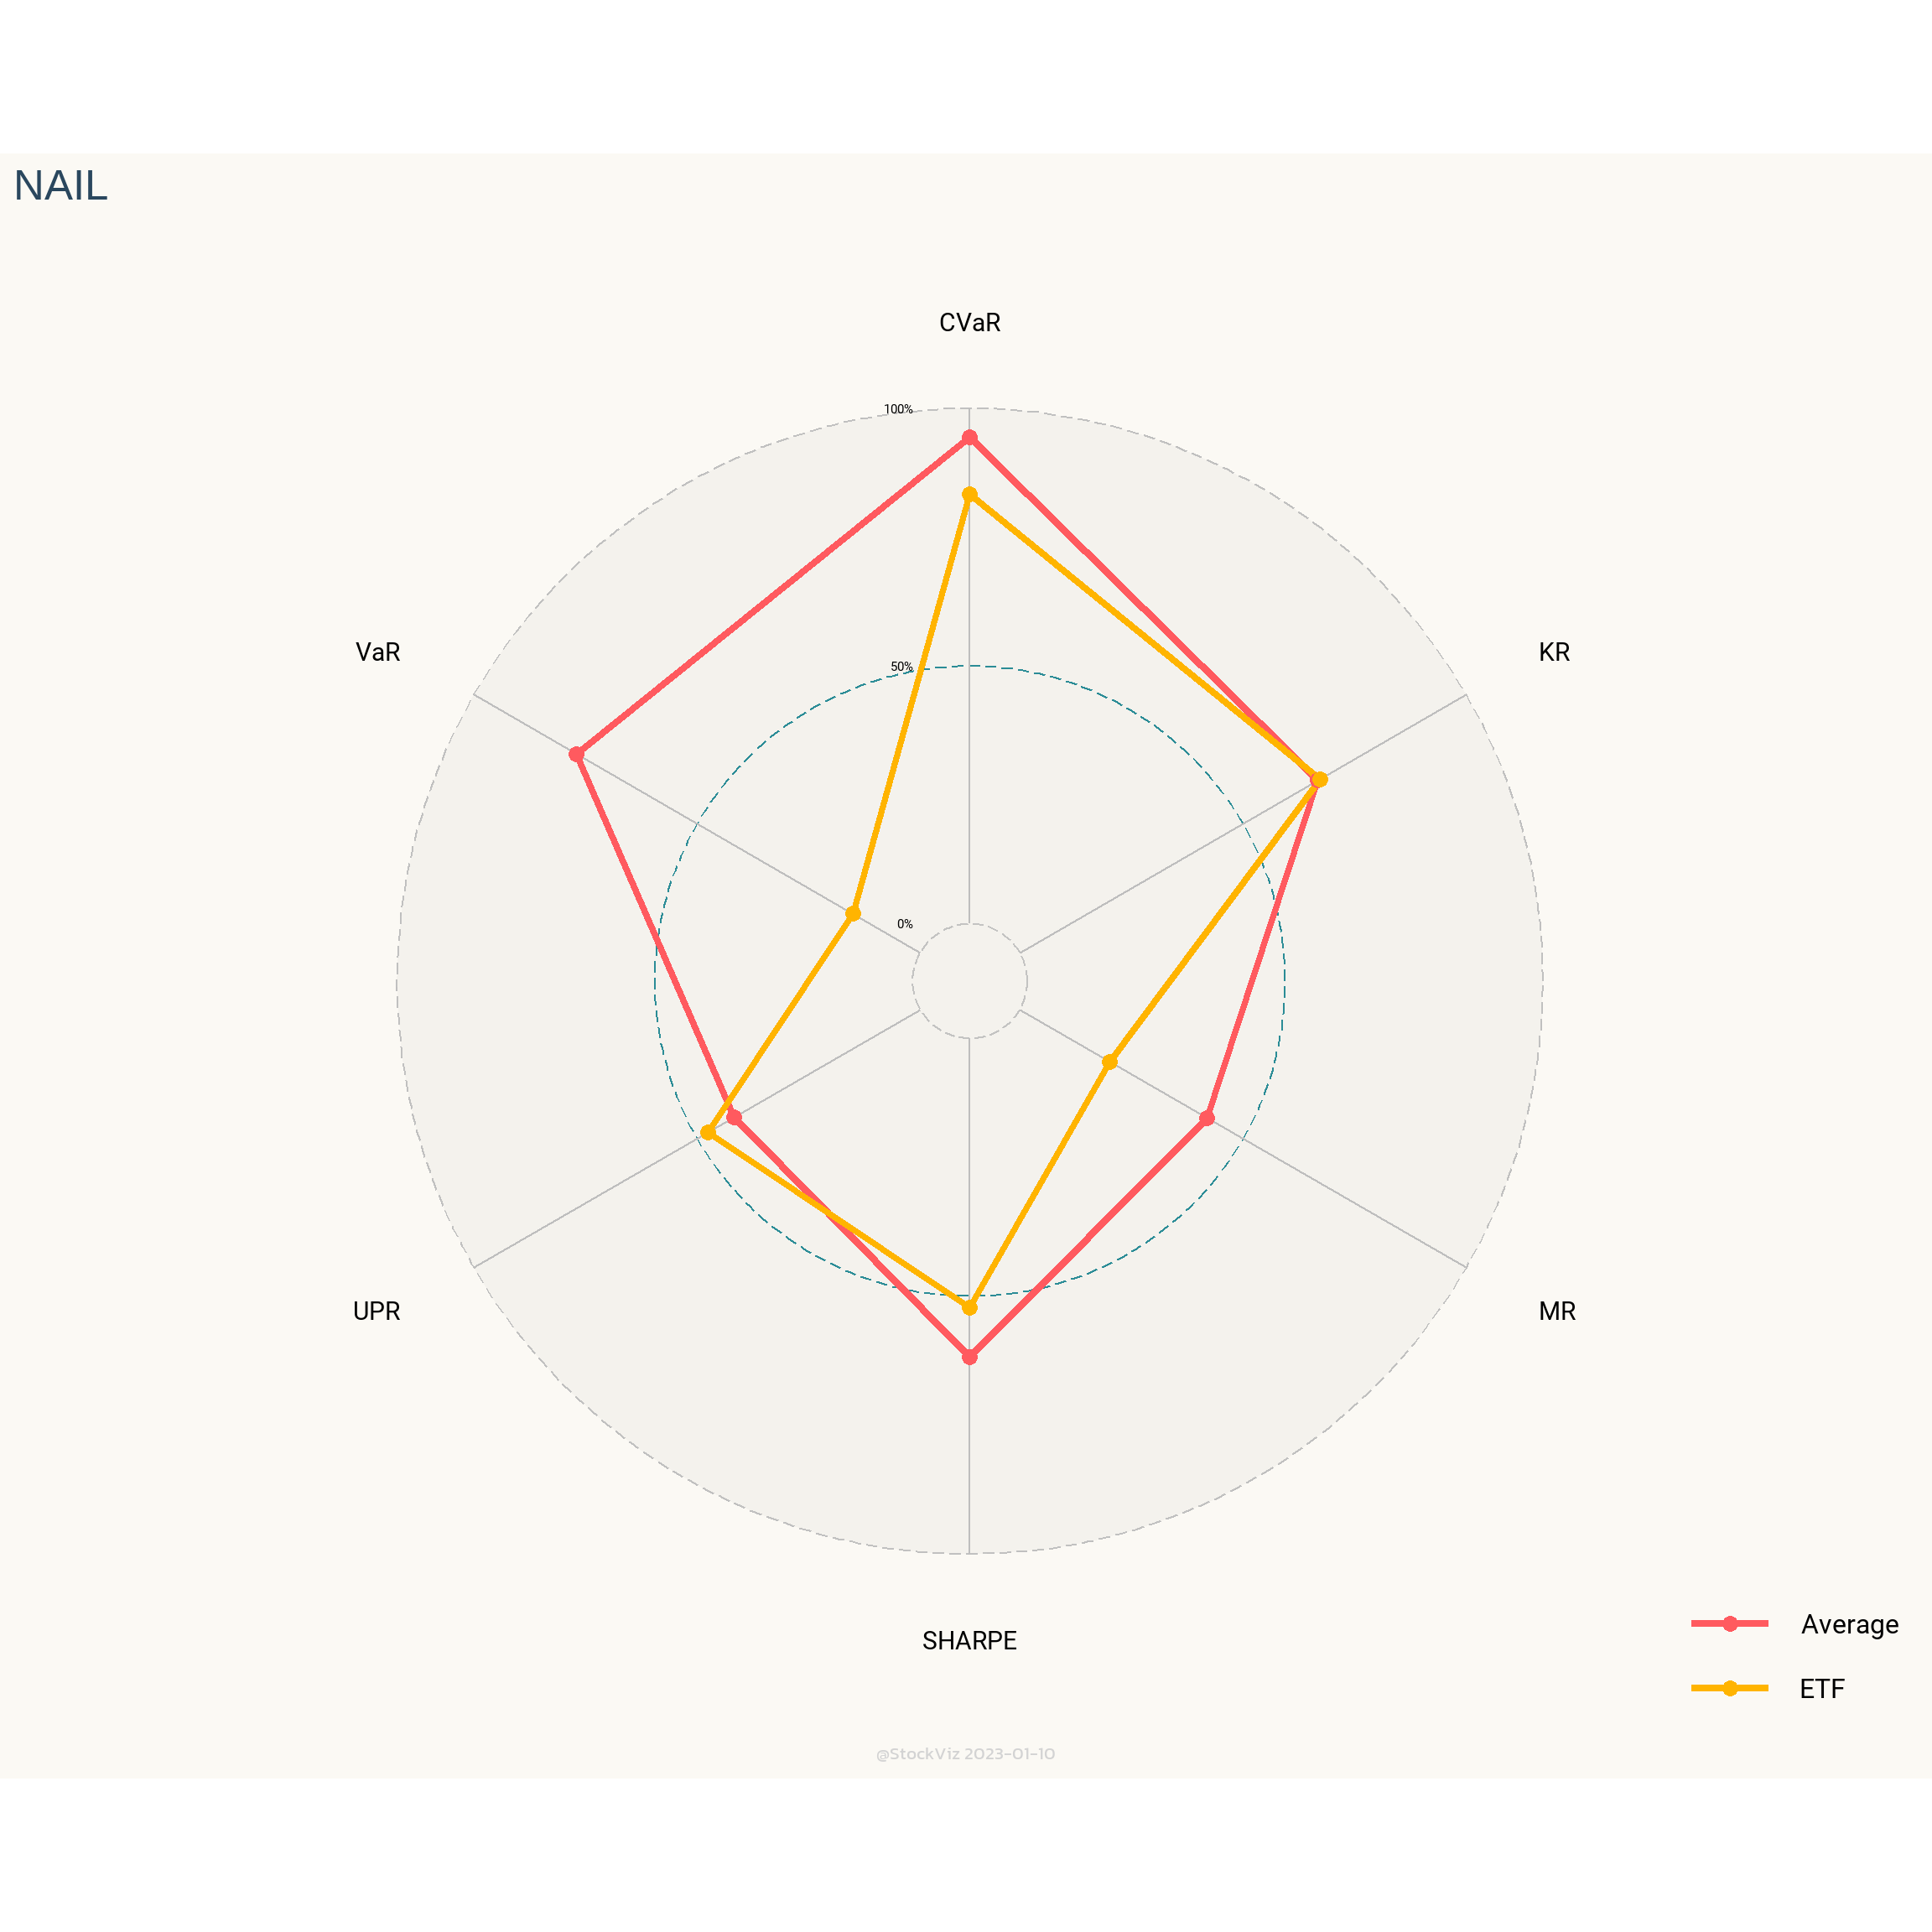 NAIL
CVaR
100%
VaR
KR
50%
0%
UPR
MR
SHARPE
Average
ETF
@StockViz 2023-01-10